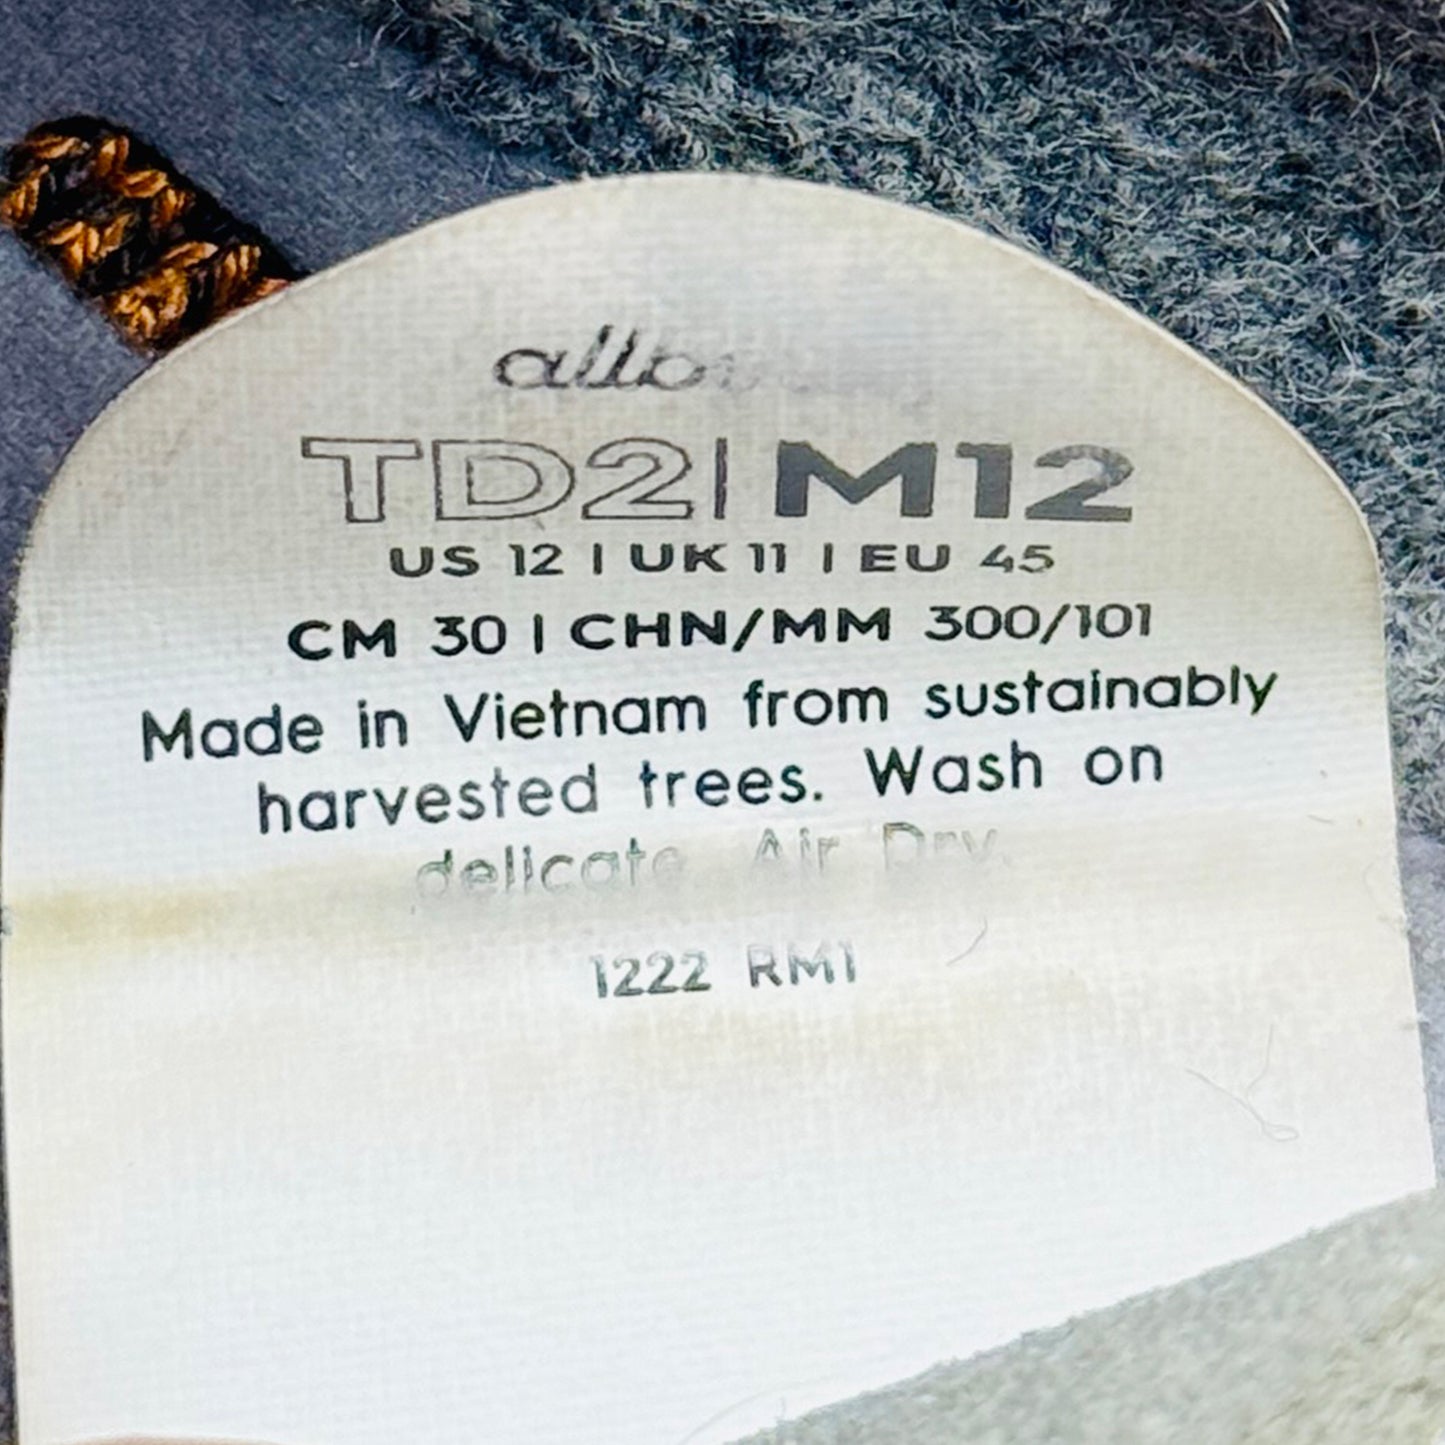 TD2 | M12
US 12 | UK 11 | EU 45
CM 30 | CHN/MM 300/101
Made in Vietnam from sustainably
harvested trees. Wash on
delicate. Air Dry.
1222 RM1